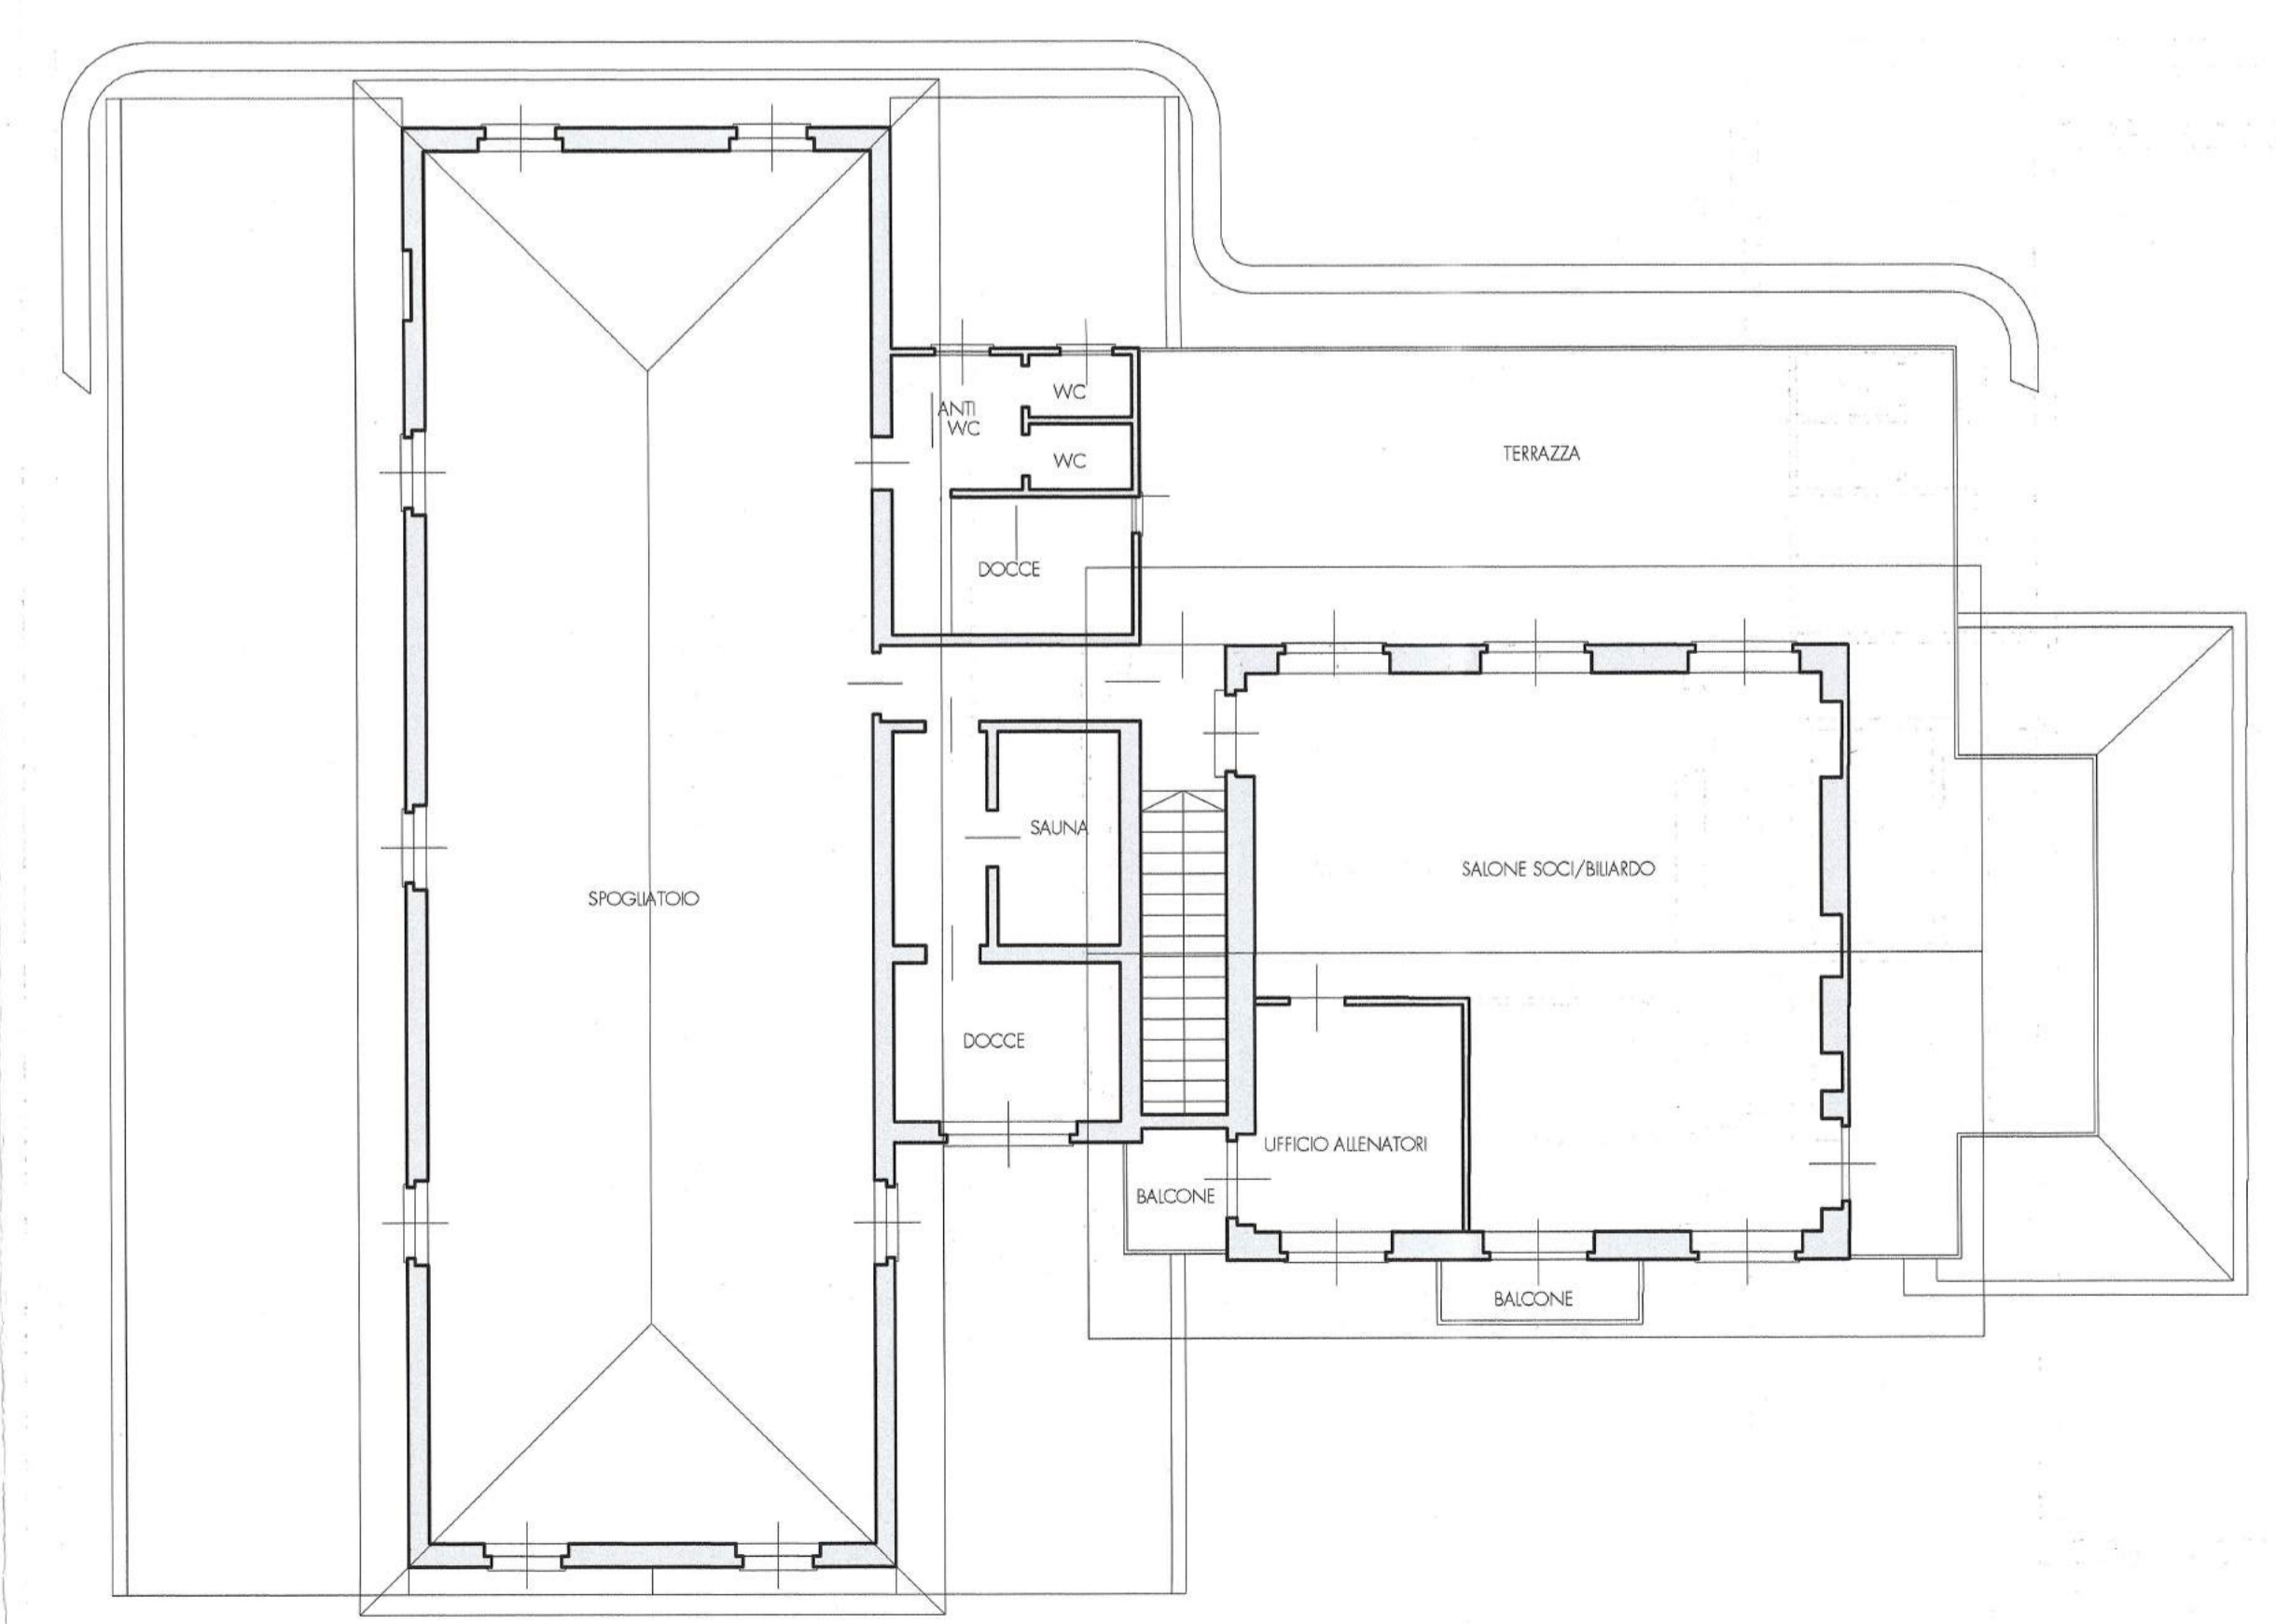 WC
ANTI
WC
WC
TERRAZZA
DOCCE
SAUNA
SALONE SOCI/BILIARDO
SPOGLIATOIO
DOCCE
UFFICIO ALLENATORI
BALCONE
BALCONE